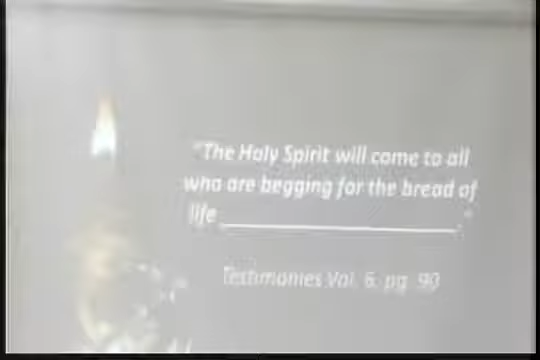 "The Holy Spirit will come to all
who are begging for the bread of
life ____________________."
Testimonies Vol. 6, pg. 90